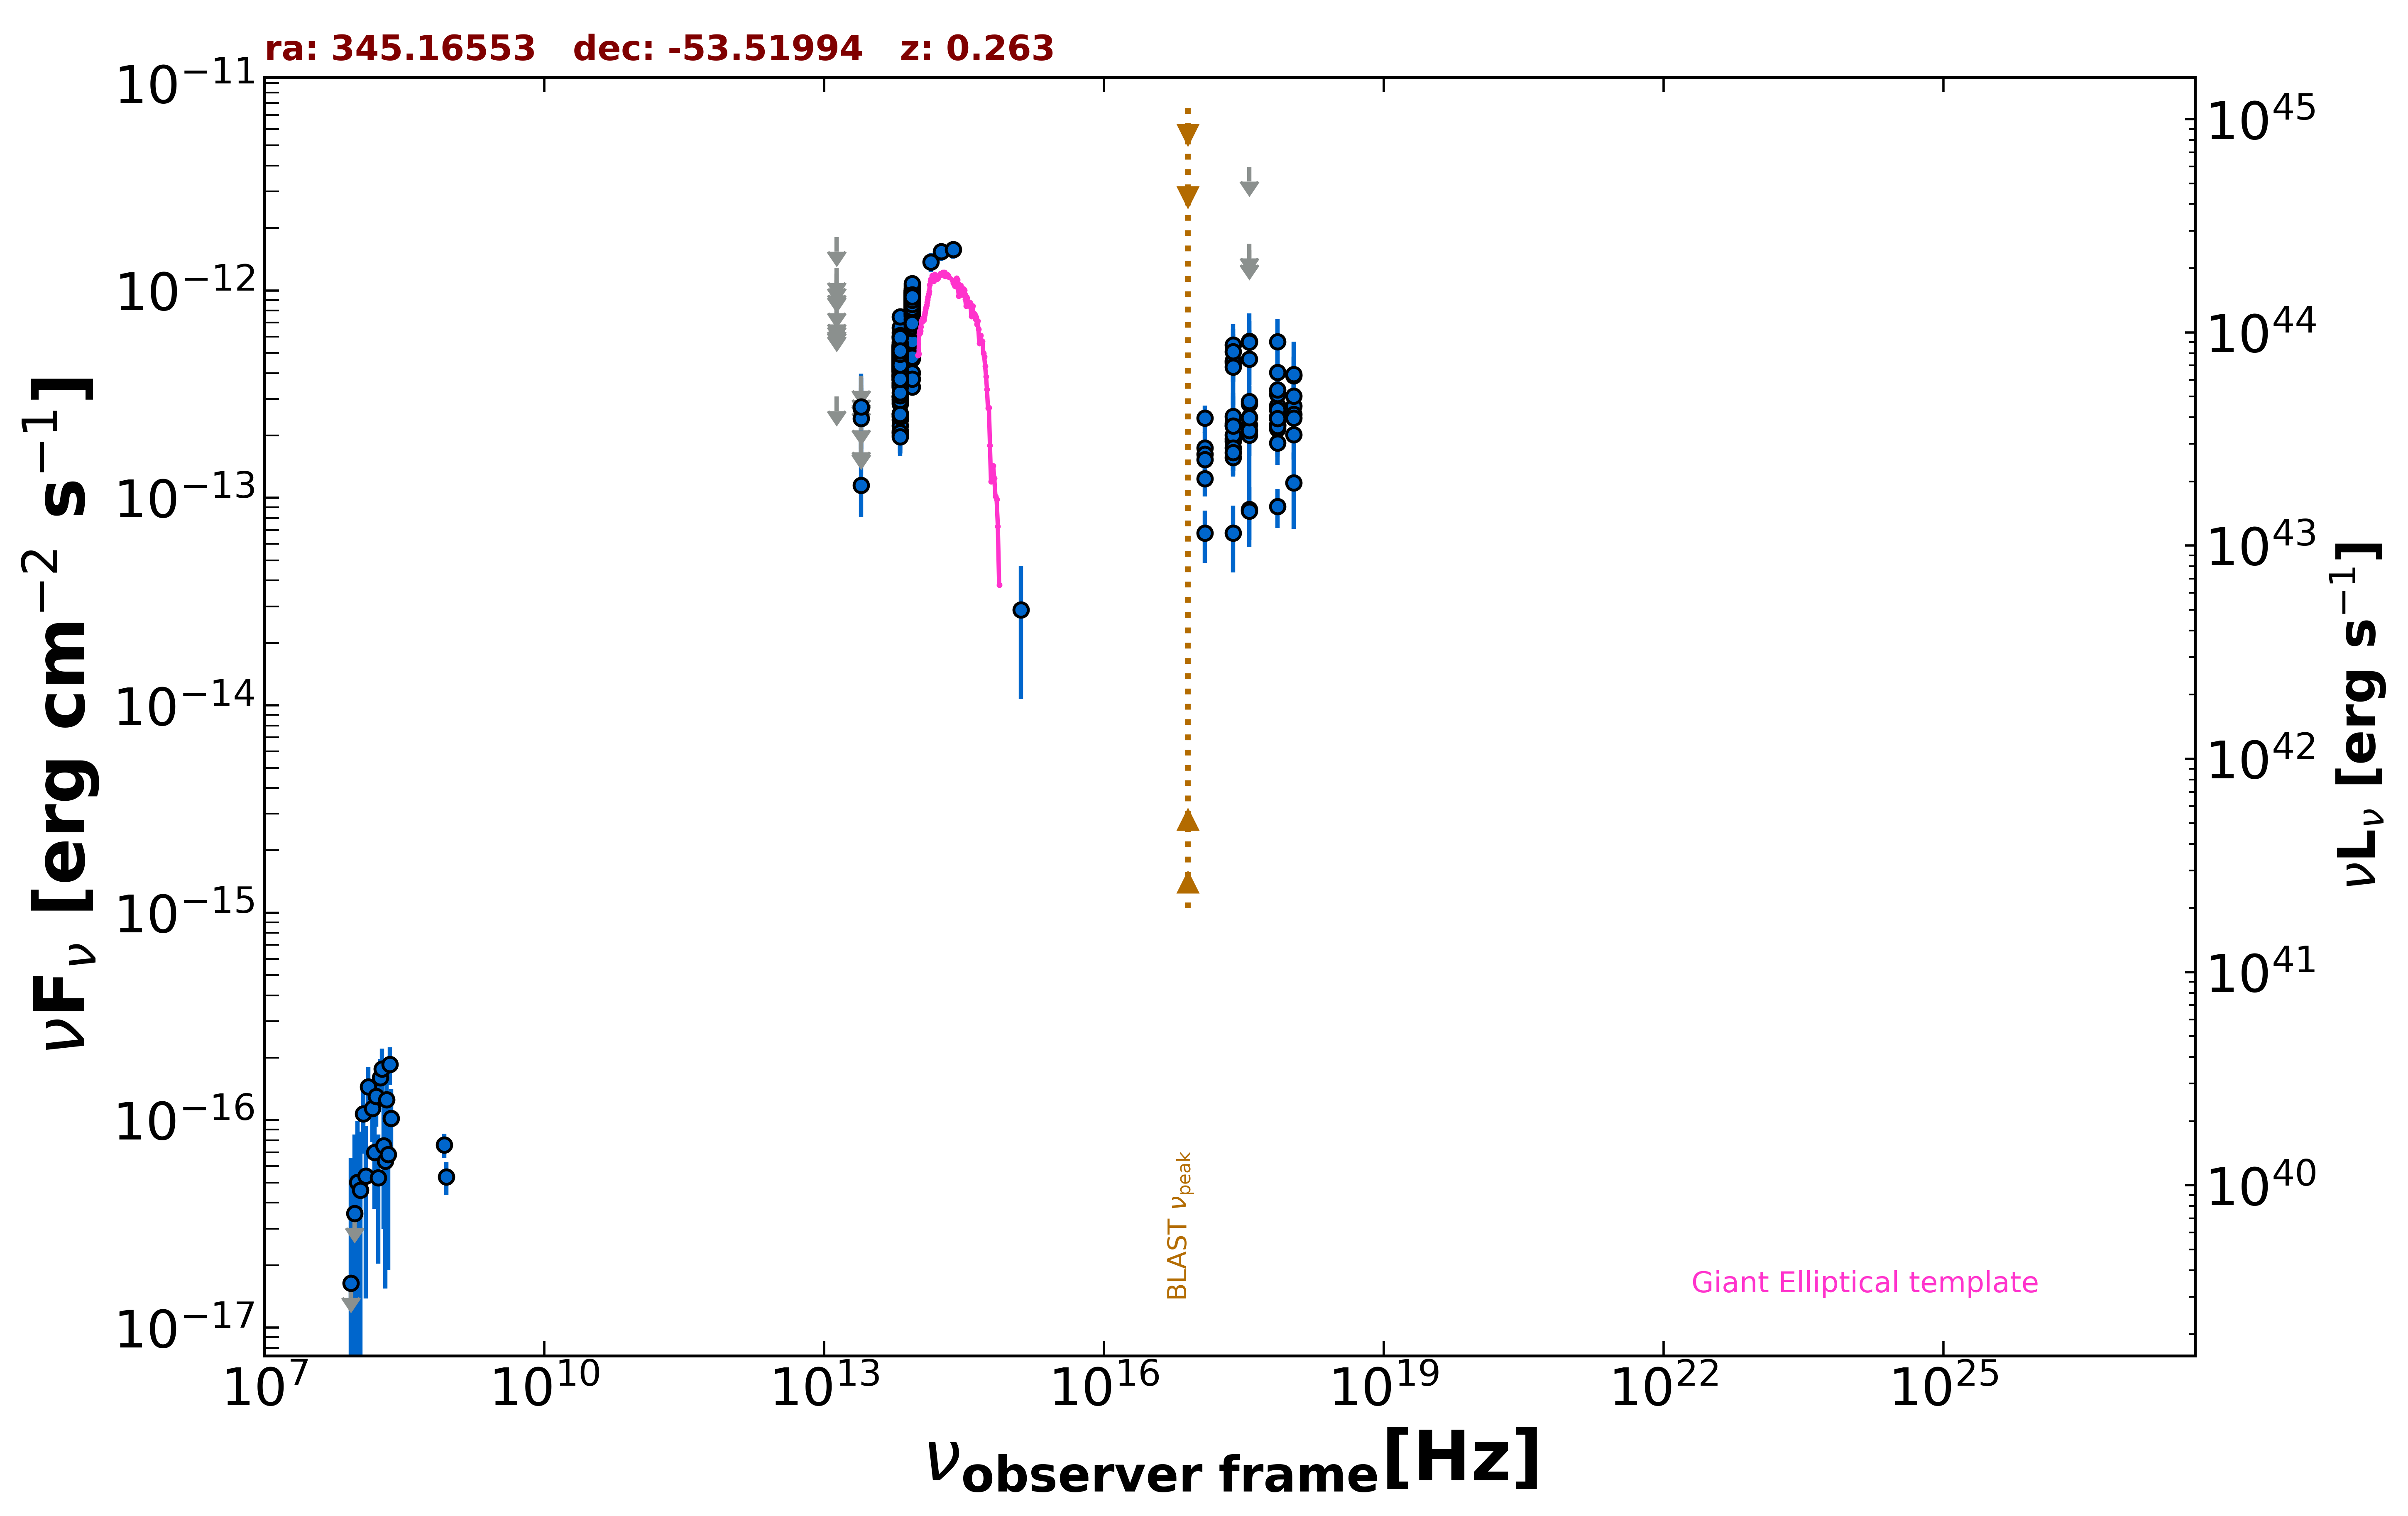 ra: 345.16553   dec: -53.51994   z: 0.263
10⁻¹¹
10⁻¹²
10⁻¹³
10⁻¹⁴
10⁻¹⁵
10⁻¹⁶
10⁻¹⁷
νFν [erg cm⁻² s⁻¹]
10⁴⁵
10⁴⁴
10⁴³
10⁴²
10⁴¹
10⁴⁰
νLν [erg s⁻¹]
BLAST νpeak
Giant Elliptical template
10⁷ 10¹⁰ 10¹³ 10¹⁶ 10¹⁹ 10²² 10²⁵
νobserver frame[Hz]